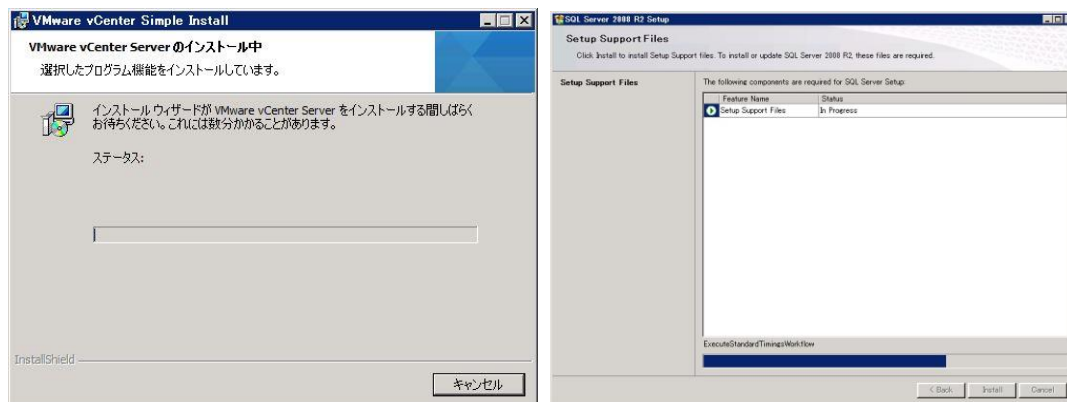 VMware vCenter Simple Install
VMware vCenter Server のインストール中
選択したプログラム機能をインストールしています。
インストール ウィザードが VMware vCenter Server をインストールする間しばらく
お待ちください。これには数分かかることがあります。
ステータス:
InstallShield
キャンセル
SQL Server 2008 R2 Setup
Setup Support Files
Click Install to install Setup Support files. To install or update SQL Server 2008 R2, these files are required.
Setup Support Files
The following components are required for SQL Server Setup:
Feature Name Status
Setup Support Files In Progress
ExecuteStandardTimingsWorkflow
< Back Install Cancel